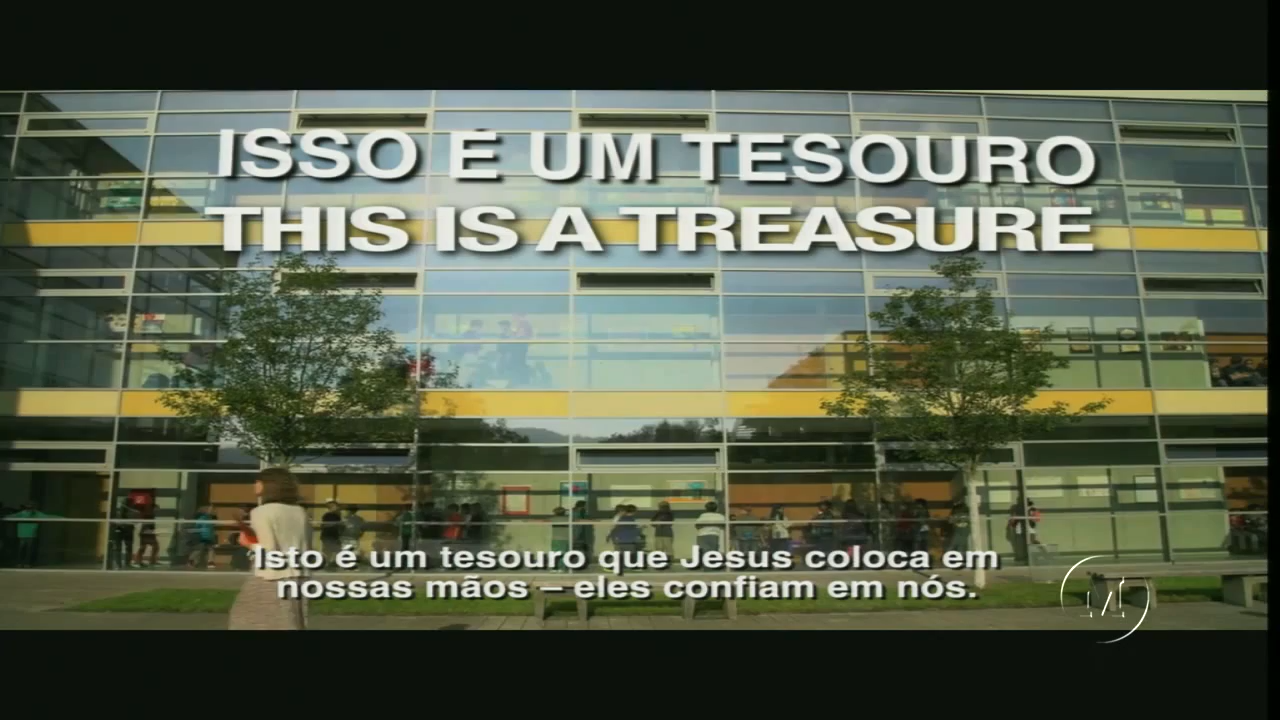 ISSO É UM TESOURO
THIS IS A TREASURE
Isto é um tesouro que Jesus coloca em
nossas mãos – eles confiam em nós.